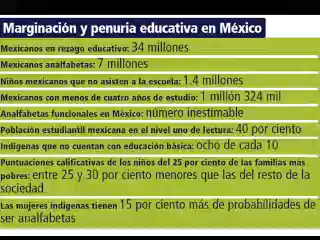 Marginación y penuria educativa en México
Mexicanos en rezago educativo: 34 millones
Mexicanos analfabetas: 7 millones
Niños mexicanos que no asisten a la escuela: 1.4 millones
Mexicanos con menos de cuatro años de estudio: 1 millón 324 mil
Analfabetas funcionales en México: número inestimable
Población estudiantil mexicana en el nivel uno de lectura: 40 por ciento
Indígenas que no cuentan con educación básica: ocho de cada 10
Puntuaciones calificativas de los niños del 25 por ciento de las familias mas
pobres: entre 25 y 30 por ciento menores que las del resto de la
sociedad
Las mujeres indígenas tienen 15 por ciento más de probabilidades de
ser analfabetas